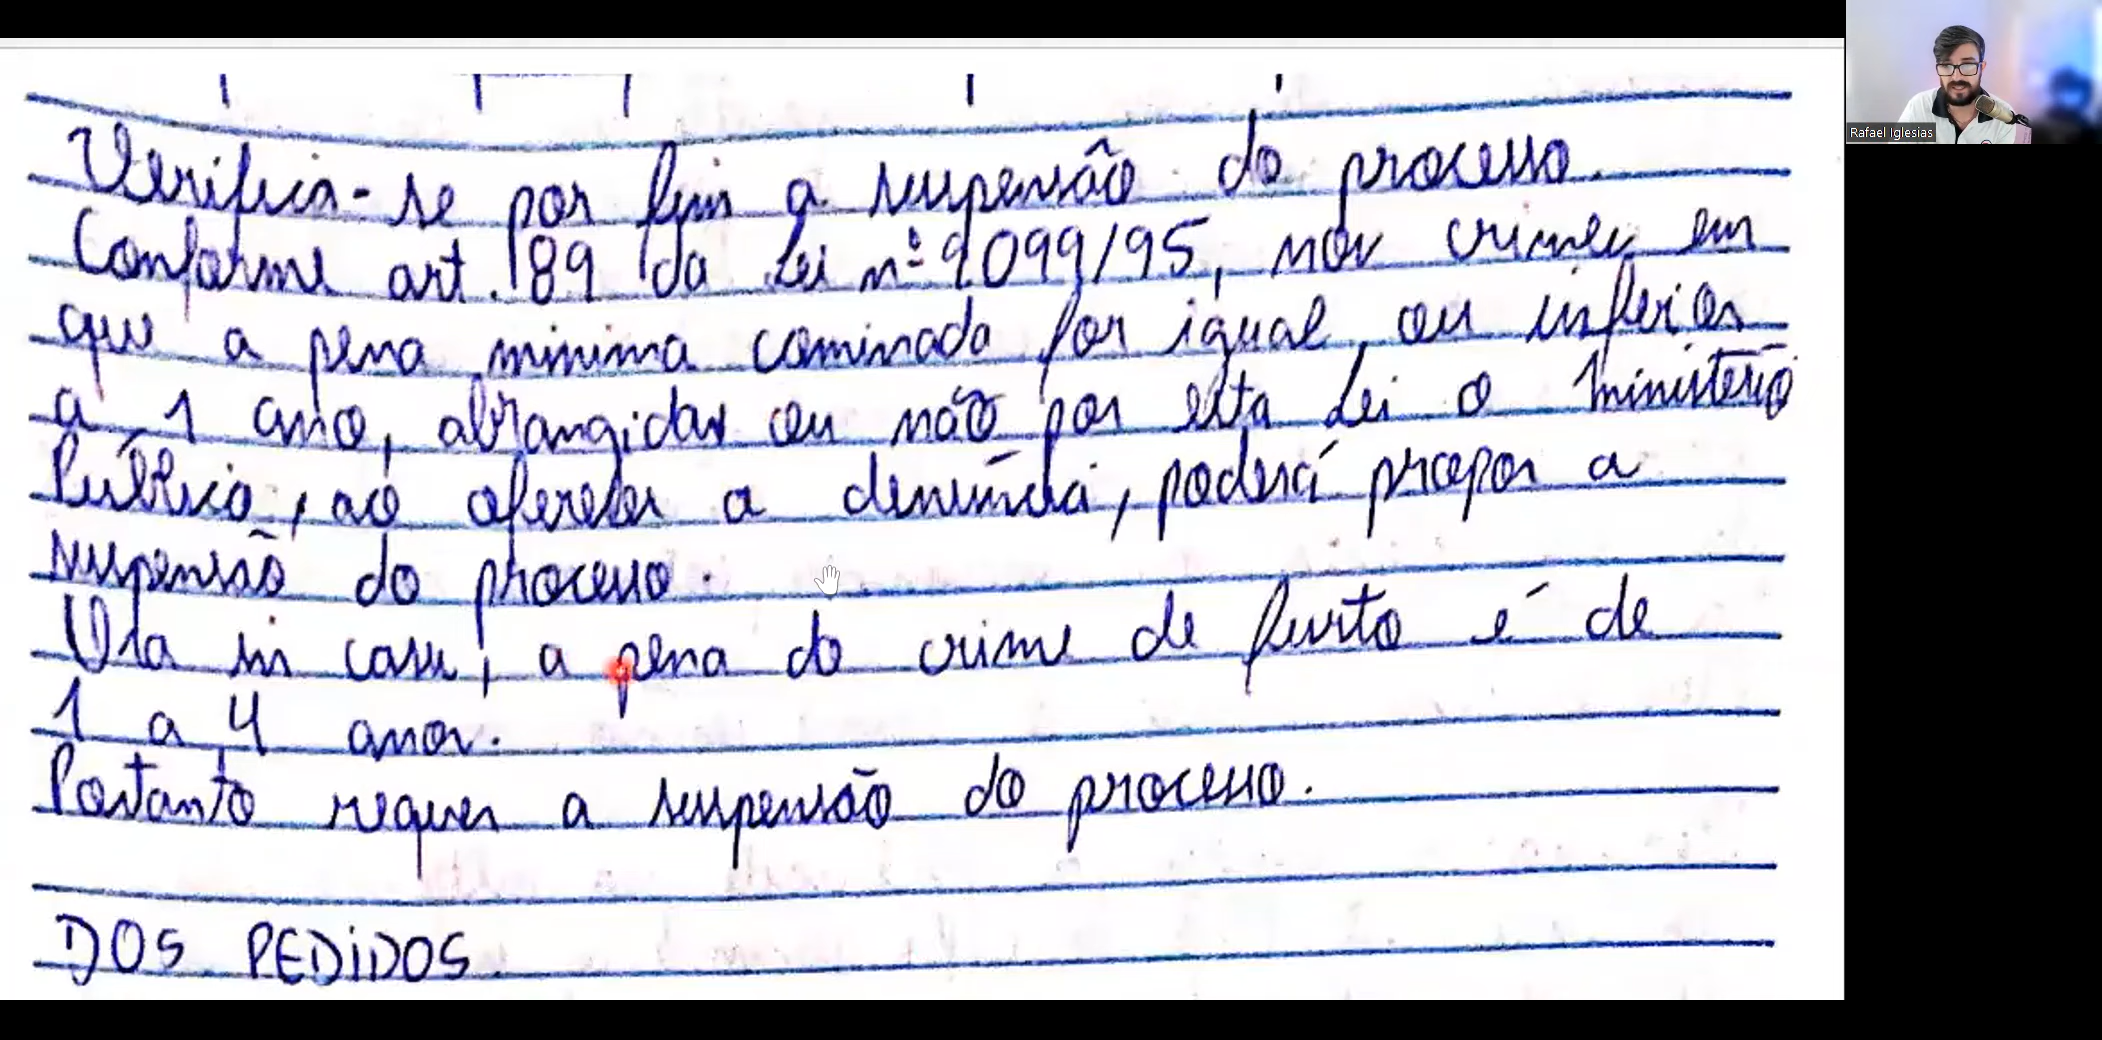 Verifica-se por fim a suspensão do processo.
Conforme art. 89 da Lei nº 9099/95, nos crimes em
que a pena mínima cominada for igual ou inferior
a 1 ano, abrangidas ou não por esta Lei o Ministério
Público, ao oferecer a denúncia, poderá propor a
suspensão do processo.
Ora in casu, a pena do crime de furto é de
1 a 4 anos.
Portanto requer a suspensão do processo.
DOS PEDIDOS
Rafael Iglesias